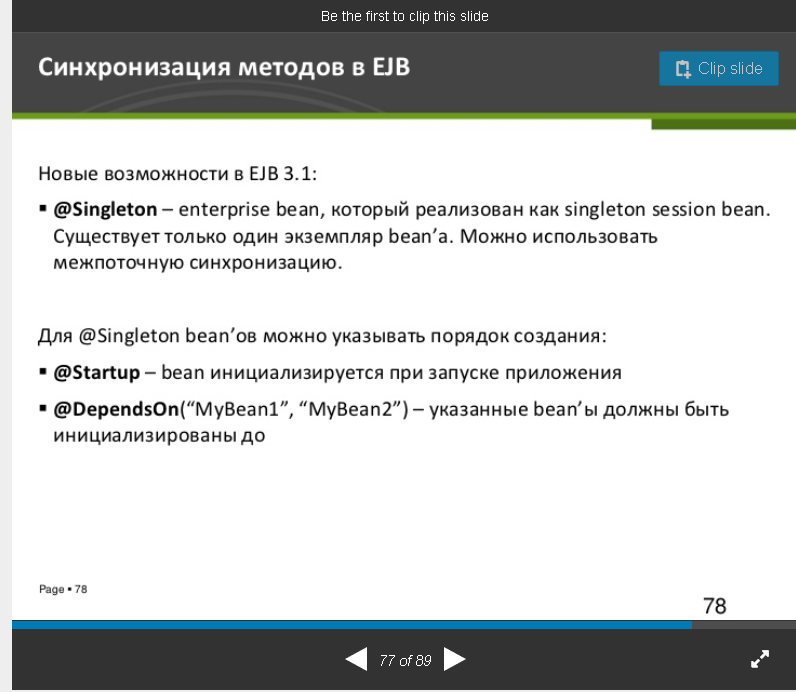 Be the first to clip this slide
Синхронизация методов в EJB
Clip slide
Новые возможности в EJB 3.1:
▪ @Singleton – enterprise bean, который реализован как singleton session bean.
Существует только один экземпляр bean’а. Можно использовать
межпоточную синхронизацию.
Для @Singleton bean’ов можно указывать порядок создания:
▪ @Startup – bean инициализируется при запуске приложения
▪ @DependsOn(“MyBean1”, “MyBean2”) – указанные bean’ы должны быть
инициализированы до
Page ▪ 78
78
77 of 89